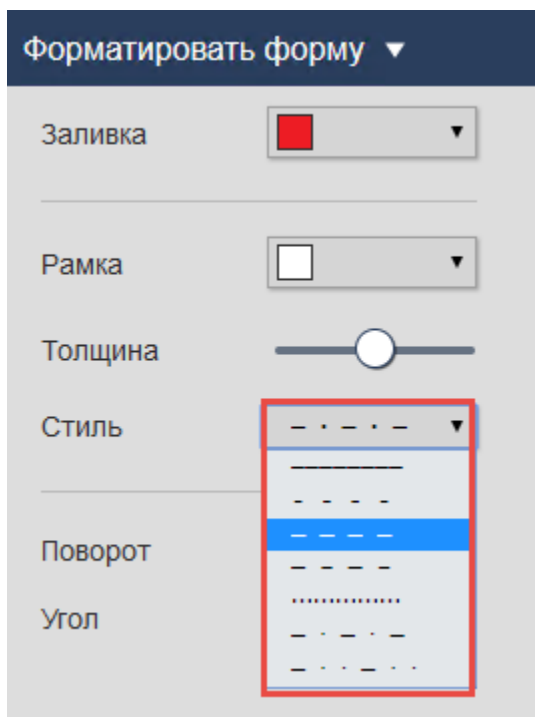 Форматировать форму
Заливка
Рамка
Толщина
Стиль
Поворот
Угол